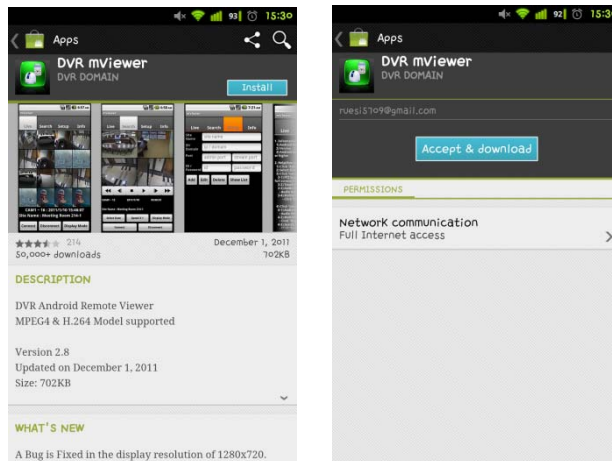 93 15:30
Apps
DVR mViewer
DVR DOMAIN
Install
214
50,000+ downloads
December 1, 2011
702KB
DESCRIPTION
DVR Android Remote Viewer
MPEG4 & H.264 Model supported
Version 2.8
Updated on December 1, 2011
Size: 702KB
WHAT'S NEW
A Bug is Fixed in the display resolution of 1280x720.
92 15:30
Apps
DVR mViewer
DVR DOMAIN
ruesi5709@gmail.com
Accept & download
PERMISSIONS
Network communication
Full Internet access